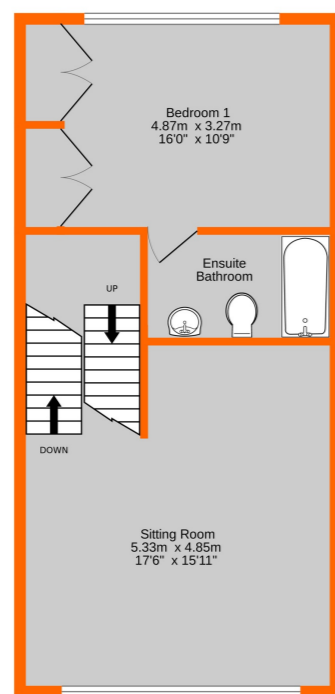 Bedroom 1
4.87m x 3.27m
16'0" x 10'9"
Ensuite
Bathroom
UP
DOWN
Sitting Room
5.33m x 4.85m
17'6" x 15'11"